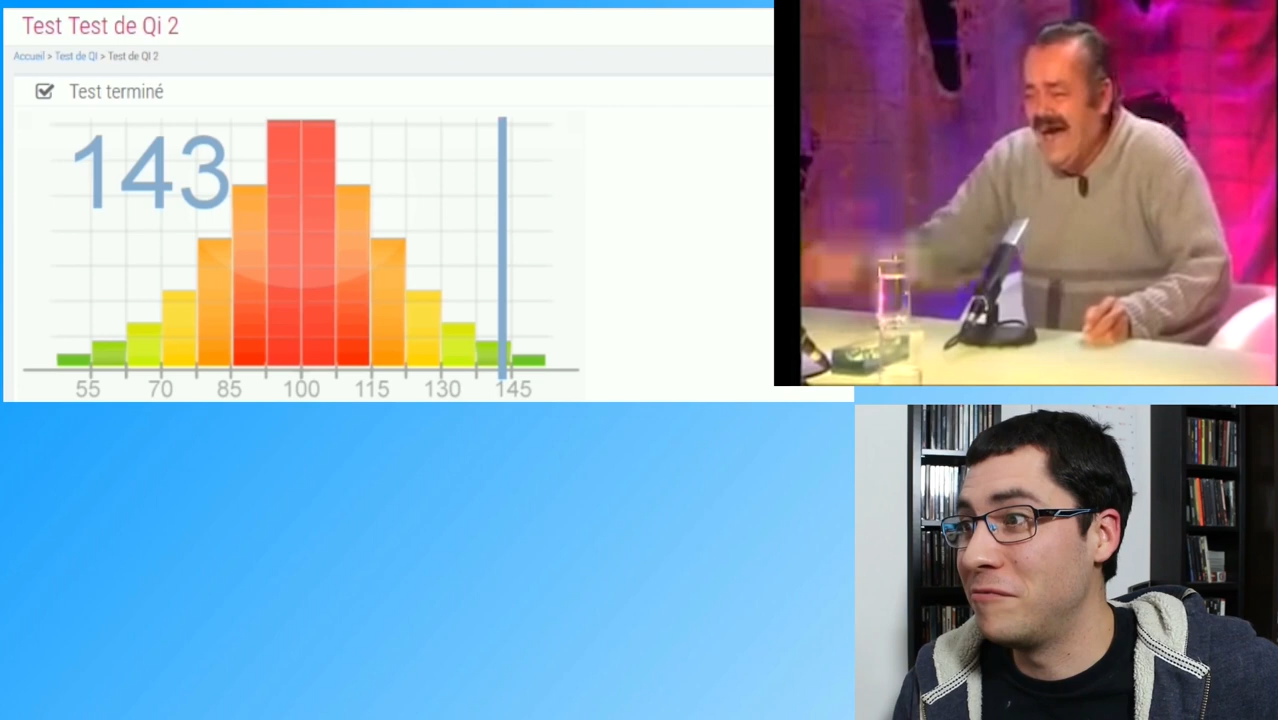 Test Test de Qi 2
Accueil > Test de QI > Test de QI 2
Test terminé
143
55 70 85 100 115 130 145